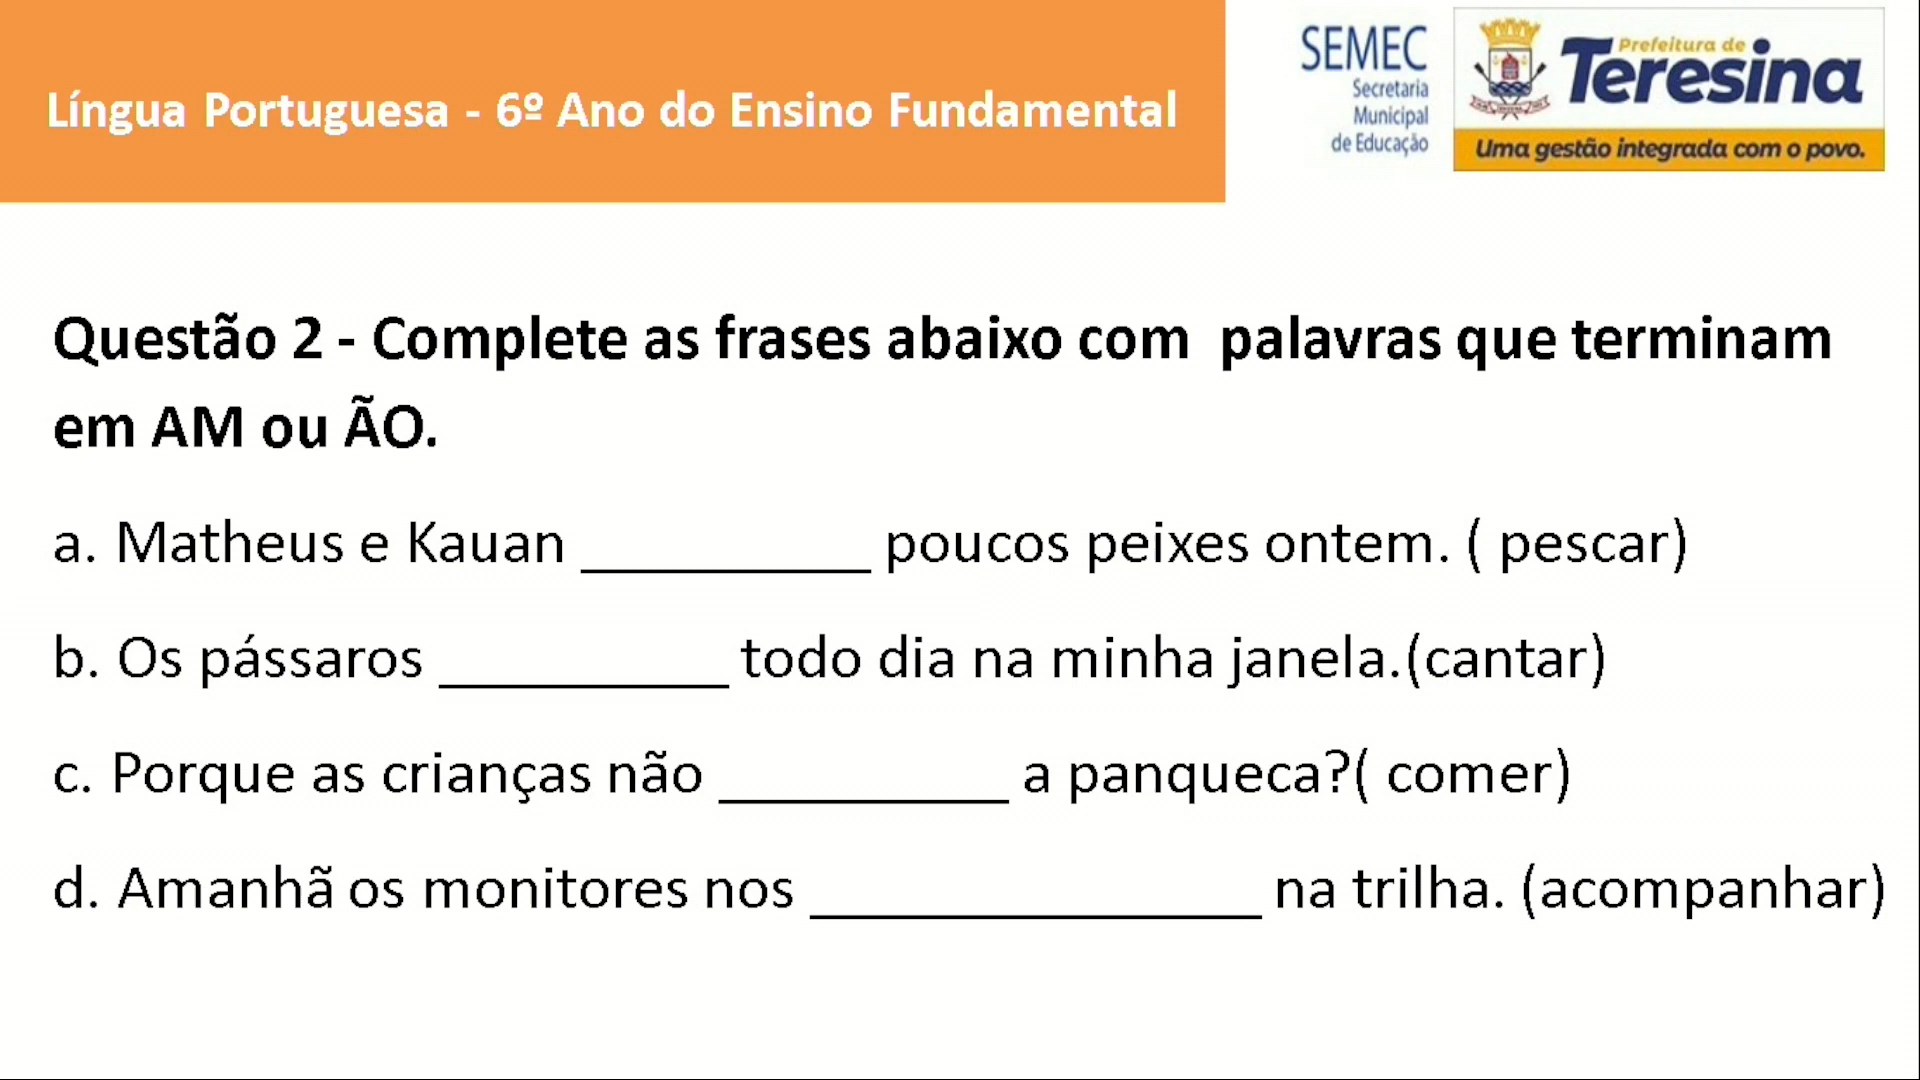 Língua Portuguesa - 6º Ano do Ensino Fundamental
SEMEC
Secretaria
Municipal
de Educação
Prefeitura de
Teresina
Uma gestão integrada com o povo.
Questão 2 - Complete as frases abaixo com palavras que terminam
em AM ou ÃO.
a. Matheus e Kauan __________ poucos peixes ontem. ( pescar)
b. Os pássaros __________ todo dia na minha janela.(cantar)
c. Porque as crianças não __________ a panqueca?( comer)
d. Amanhã os monitores nos ________________ na trilha. (acompanhar)